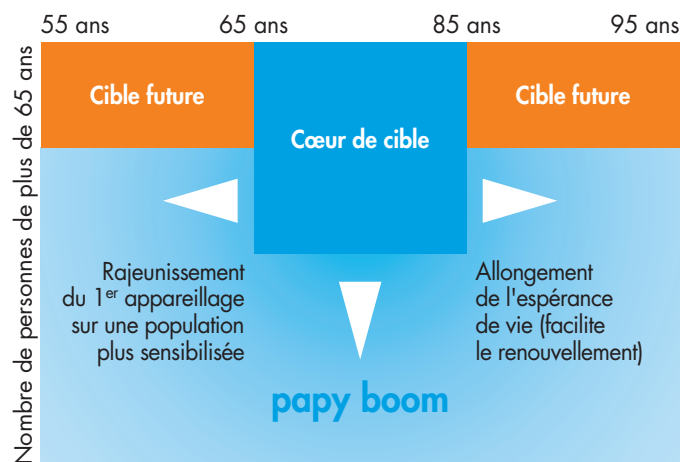 55 ans 65 ans 85 ans 95 ans
Nombre de personnes de plus de 65 ans
Cible future
Cœur de cible
Cible future
Rajeunissement
du 1er appareillage
sur une population
plus sensibilisée
Allongement
de l'espérance
de vie (facilite
le renouvellement)
papy boom